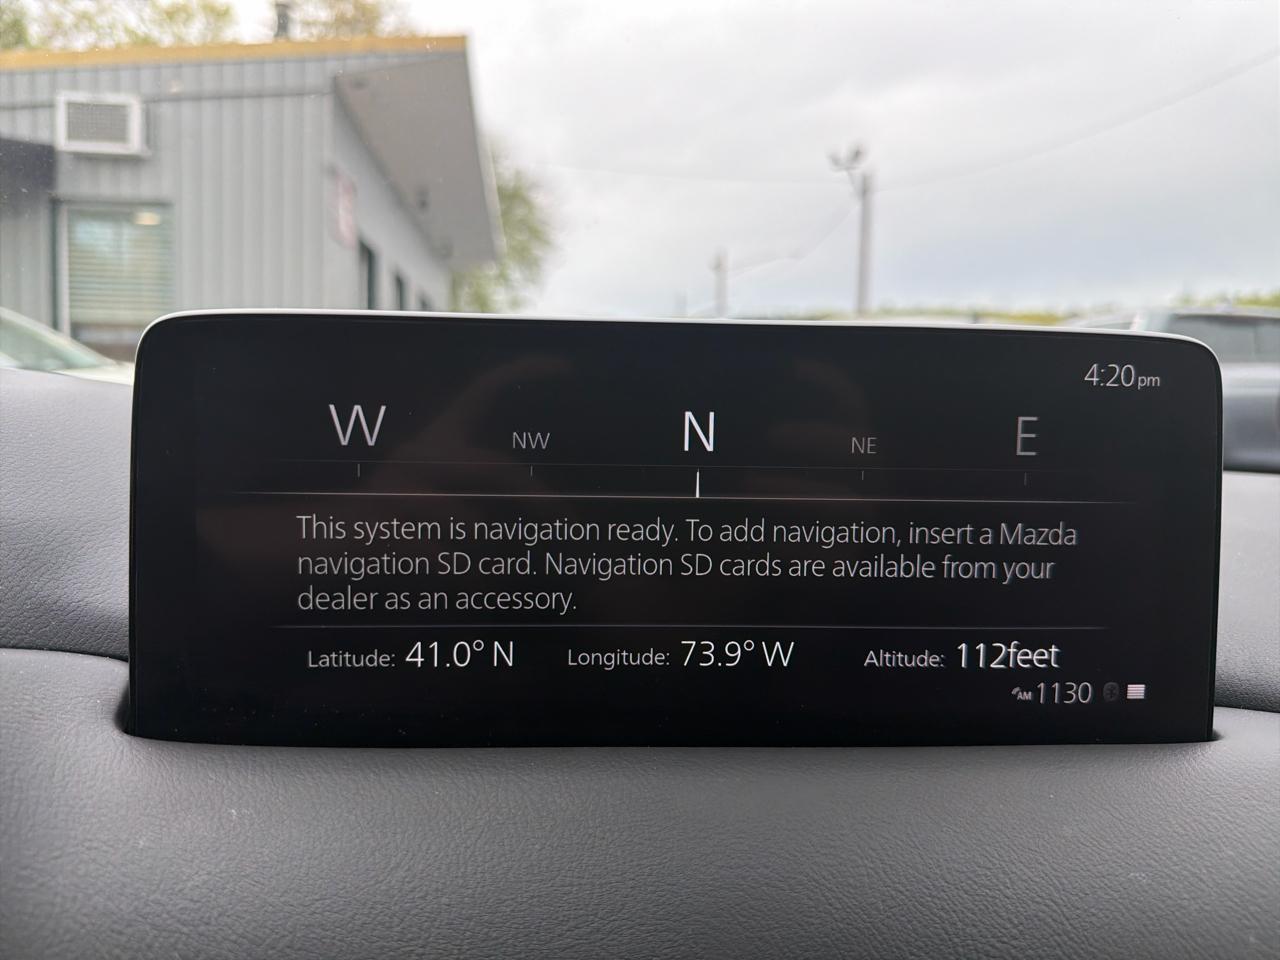 4:20pm
W NW N NE E
This system is navigation ready. To add navigation, insert a Mazda
navigation SD card. Navigation SD cards are available from your
dealer as an accessory.
Latitude: 41.0° N Longitude: 73.9° W Altitude: 112feet
AM 1130